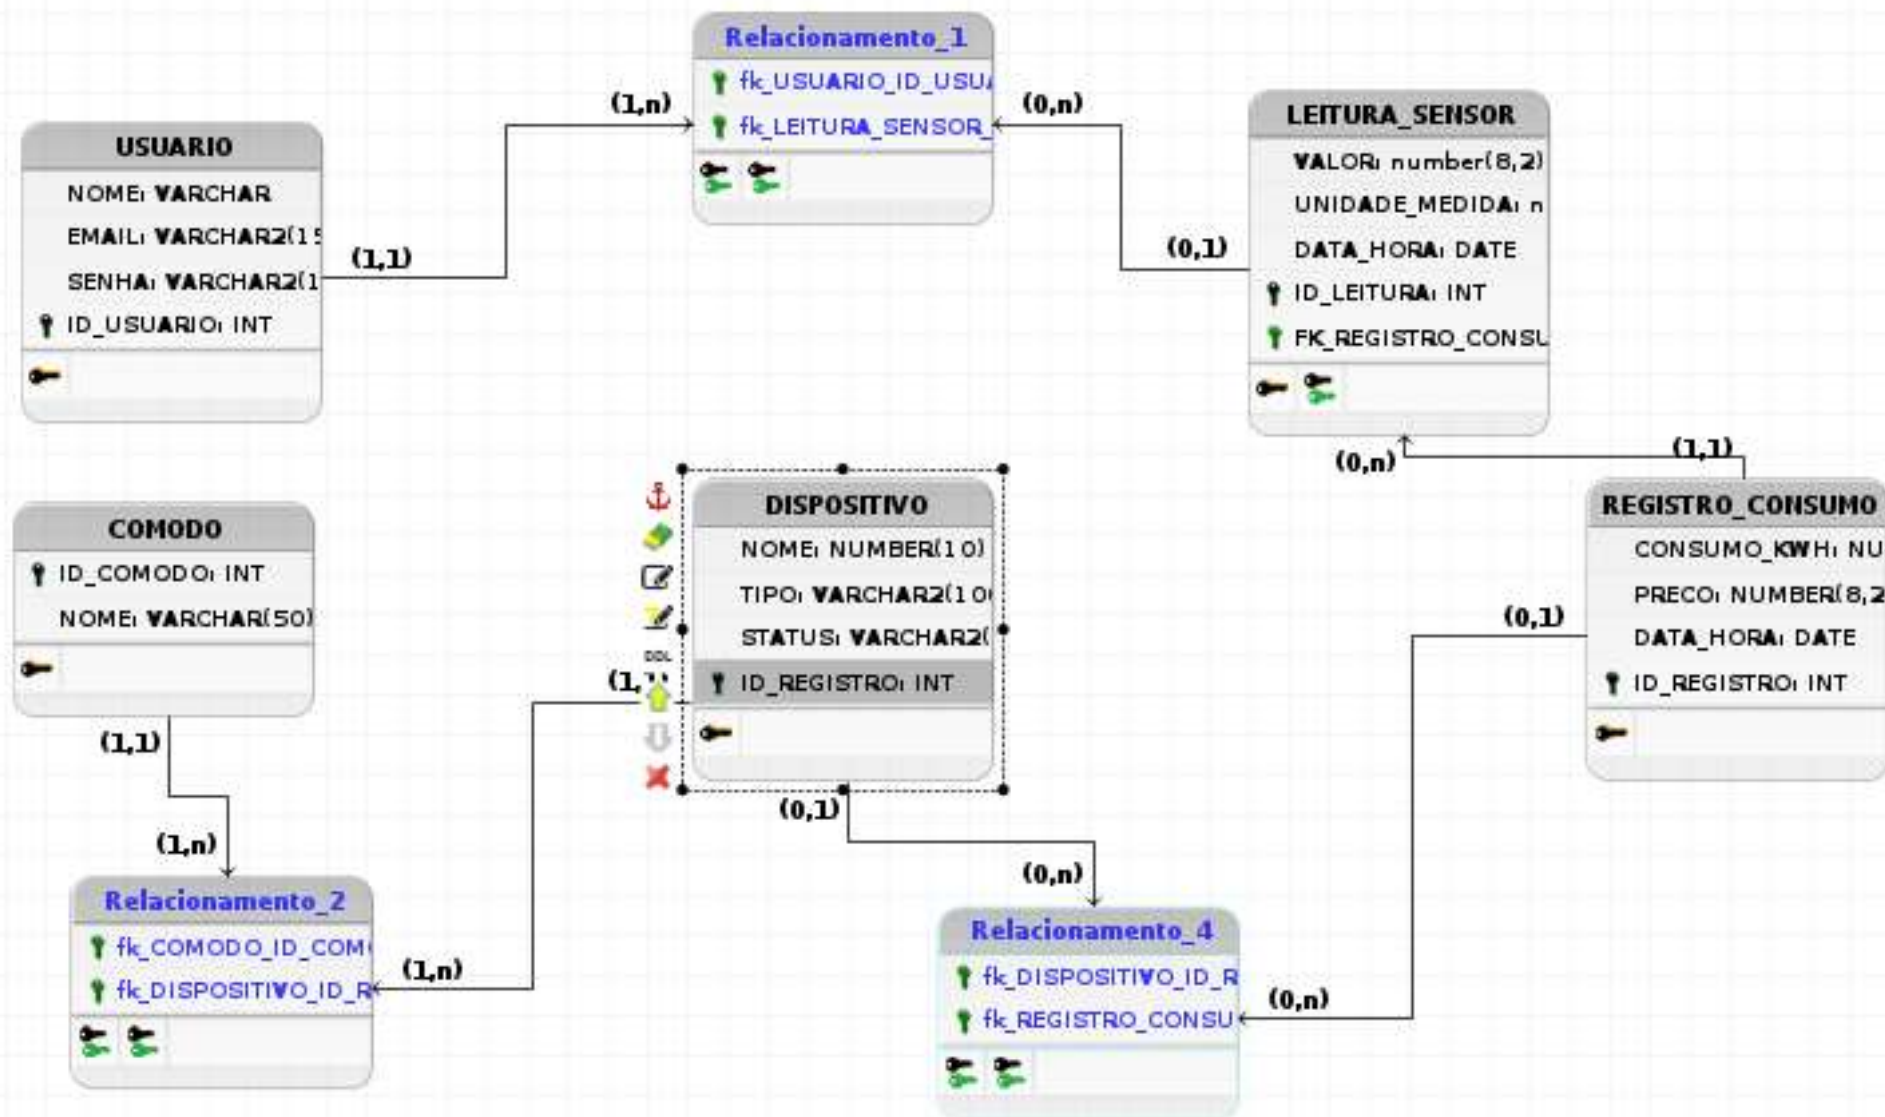 Relacionamento_1
fk_USUARIO_ID_USU
fk_LEITURA_SENSOR_
(1,n)
(0,n)
USUARIO
NOME: VARCHAR
EMAIL: VARCHAR2(15
SENHA: VARCHAR2(1
ID_USUARIO: INT
(1,1)
(0,1)
LEITURA_SENSOR
VALOR: number(8,2)
UNIDADE_MEDIDA: n
DATA_HORA: DATE
ID_LEITURA: INT
FK_REGISTRO_CONSU
(0,n)
(1,1)
COMODO
ID_COMODO: INT
NOME: VARCHAR(50)
(1,1)
(1,n)
DISPOSITIVO
NOME: NUMBER(10)
TIPO: VARCHAR2(10
STATUS: VARCHAR2(
ID_REGISTRO: INT
DDL
(1,
(0,1)
(0,n)
REGISTRO_CONSUMO
CONSUMO_KWH: NU
PRECO: NUMBER(8,2
DATA_HORA: DATE
ID_REGISTRO: INT
(0,1)
Relacionamento_2
fk_COMODO_ID_COM
fk_DISPOSITIVO_ID_R
(1,n)
Relacionamento_4
fk_DISPOSITIVO_ID_R
fk_REGISTRO_CONSU
(0,n)